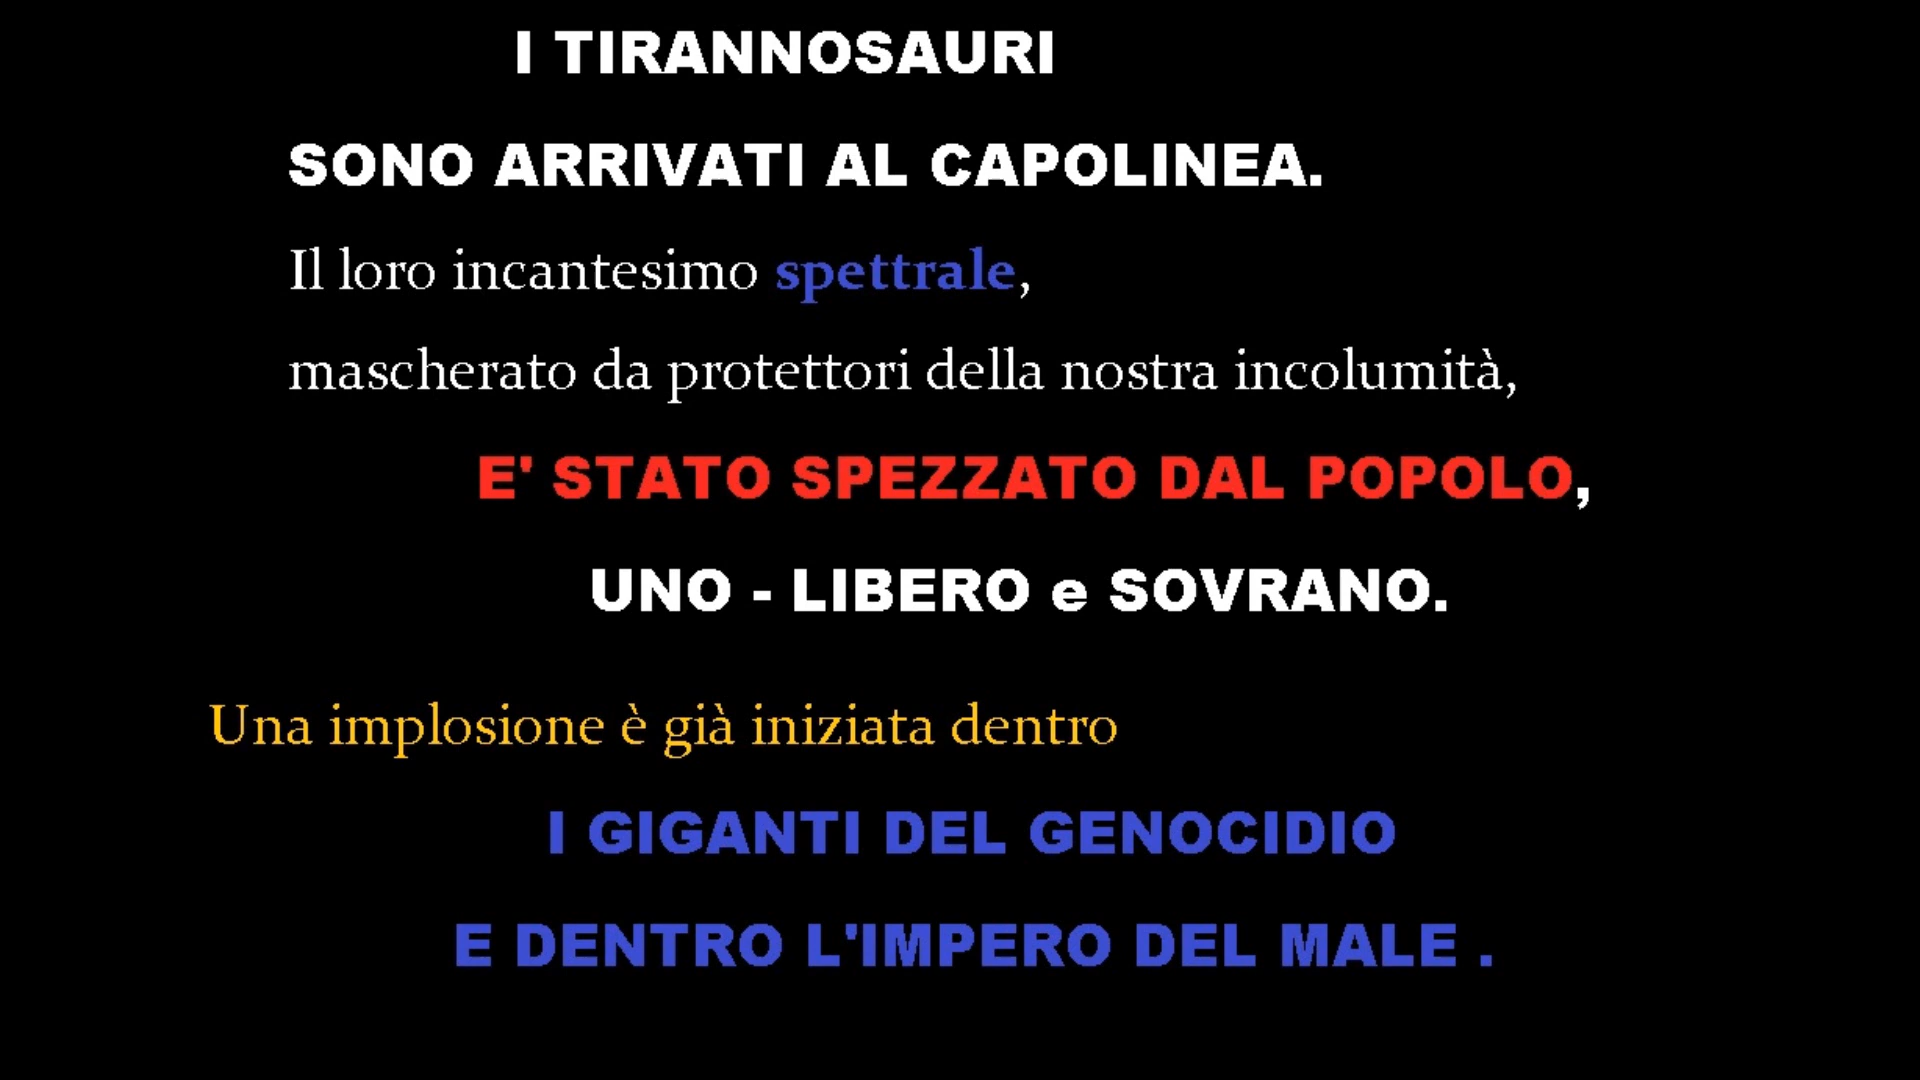 I TIRANNOSAURI
SONO ARRIVATI AL CAPOLINEA.
Il loro incantesimo spettrale,
mascherato da protettori della nostra incolumità,
E' STATO SPEZZATO DAL POPOLO,
UNO - LIBERO e SOVRANO.
Una implosione è già iniziata dentro
I GIGANTI DEL GENOCIDIO
E DENTRO L'IMPERO DEL MALE .